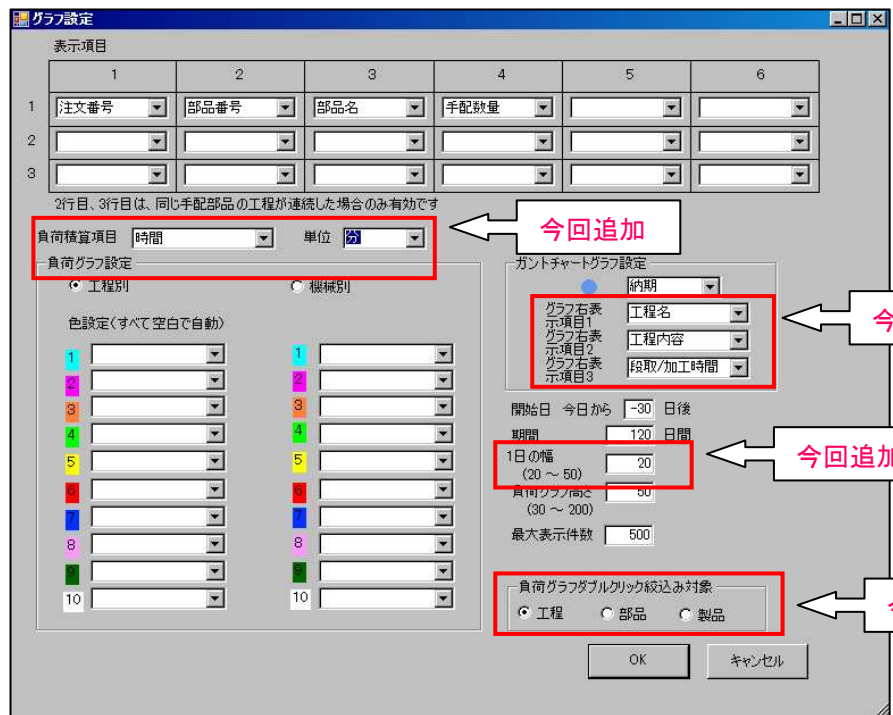 グラフ設定
表示項目
1 2 3 4 5 6
1 注文番号 部品番号 部品名 手配数量
2
3
2行目、3行目は、同じ手配部品の工程が連続した場合のみ有効です
今回追加
負荷積算項目 時間 単位 分
負荷グラフ設定
工程別 機械別
色設定(すべて空白で自動)
1 1
2 2
3 3
4 4
5 5
6 6
7 7
8 8
9 9
10 10
ガントチャートグラフ設定
納期
グラフ右表示項目1 工程名
グラフ右表示項目2 工程内容
グラフ右表示項目3 段取/加工時間
今
開始日 今日から -30 日後
期間 120 日間
1日の幅 20
(20 ~ 50)
今回追加
負荷グラフ高さ 50
(30 ~ 200)
最大表示件数 500
負荷グラフダブルクリック絞込み対象
工程 部品 製品
OK キャンセル